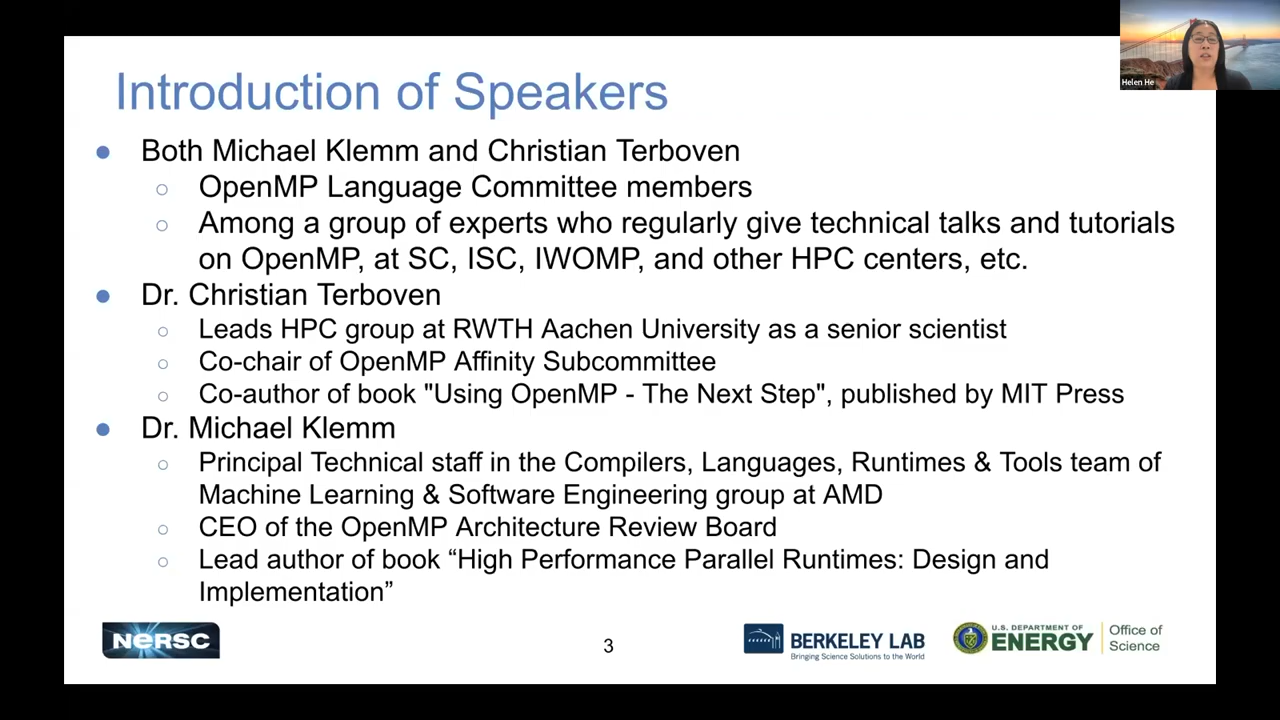 Helen He
Introduction of Speakers
● Both Michael Klemm and Christian Terboven
○ OpenMP Language Committee members
○ Among a group of experts who regularly give technical talks and tutorials
on OpenMP, at SC, ISC, IWOMP, and other HPC centers, etc.
● Dr. Christian Terboven
○ Leads HPC group at RWTH Aachen University as a senior scientist
○ Co-chair of OpenMP Affinity Subcommittee
○ Co-author of book "Using OpenMP - The Next Step", published by MIT Press
● Dr. Michael Klemm
○ Principal Technical staff in the Compilers, Languages, Runtimes & Tools team of
Machine Learning & Software Engineering group at AMD
○ CEO of the OpenMP Architecture Review Board
○ Lead author of book “High Performance Parallel Runtimes: Design and
Implementation”
NERSC
3
BERKELEY LAB
Bringing Science Solutions to the World
U.S. DEPARTMENT OF
ENERGY
Office of
Science